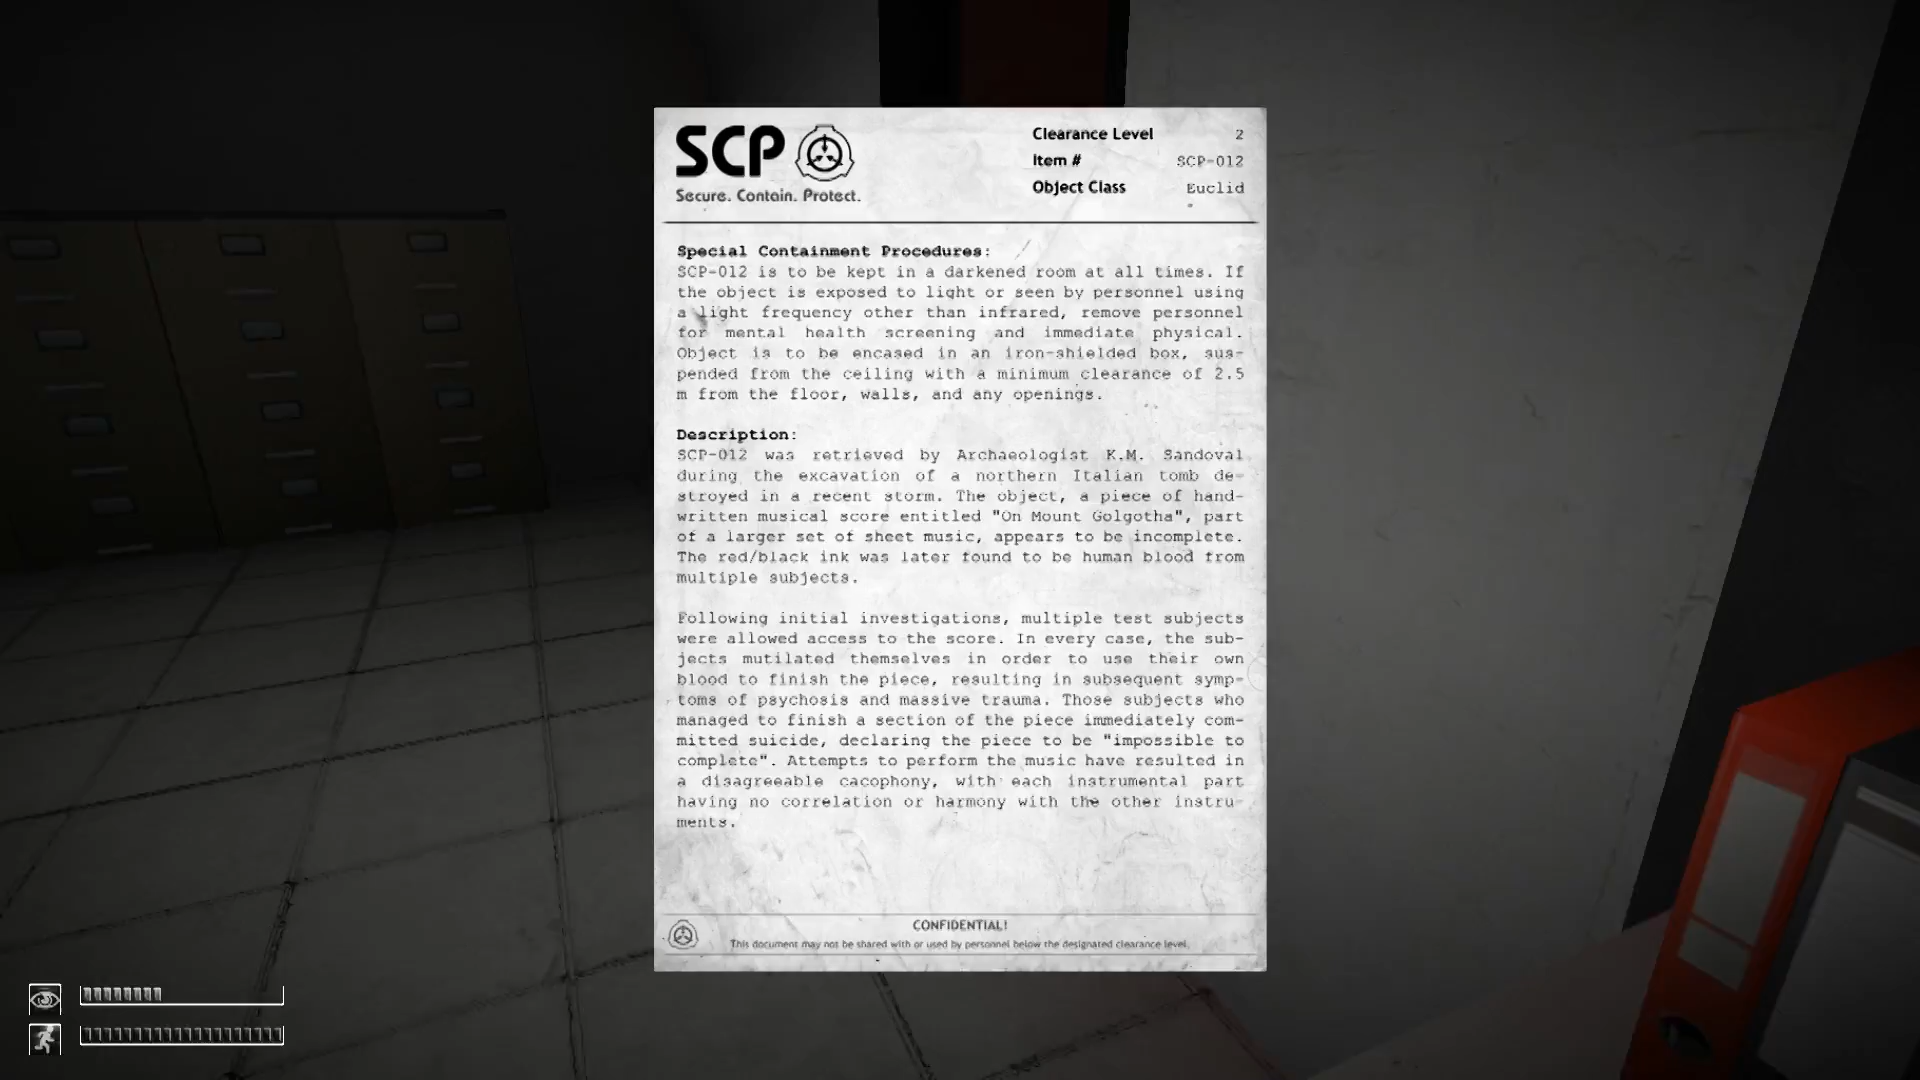 SCP
Secure. Contain. Protect.
Clearance Level 2
Item # SCP-012
Object Class Euclid
Special Containment Procedures:
SCP-012 is to be kept in a darkened room at all times. If
the object is exposed to light or seen by personnel using
a light frequency other than infrared, remove personnel
for mental health screening and immediate physical.
Object is to be encased in an iron-shielded box, sus-
pended from the ceiling with a minimum clearance of 2.5
m from the floor, walls, and any openings.
Description:
SCP-012 was retrieved by Archaeologist K.M. Sandoval
during the excavation of a northern Italian tomb de-
stroyed in a recent storm. The object, a piece of hand-
written musical score entitled "On Mount Golgotha", part
of a larger set of sheet music, appears to be incomplete.
The red/black ink was later found to be human blood from
multiple subjects.
Following initial investigations, multiple test subjects
were allowed access to the score. In every case, the sub-
jects mutilated themselves in order to use their own
blood to finish the piece, resulting in subsequent symp-
toms of psychosis and massive trauma. Those subjects who
managed to finish a section of the piece immediately com-
mitted suicide, declaring the piece to be "impossible to
complete". Attempts to perform the music have resulted in
a disagreeable cacophony, with each instrumental part
having no correlation or harmony with the other instru-
ments.
CONFIDENTIAL!
This document may not be shared with or used by personnel below the designated clearance level.